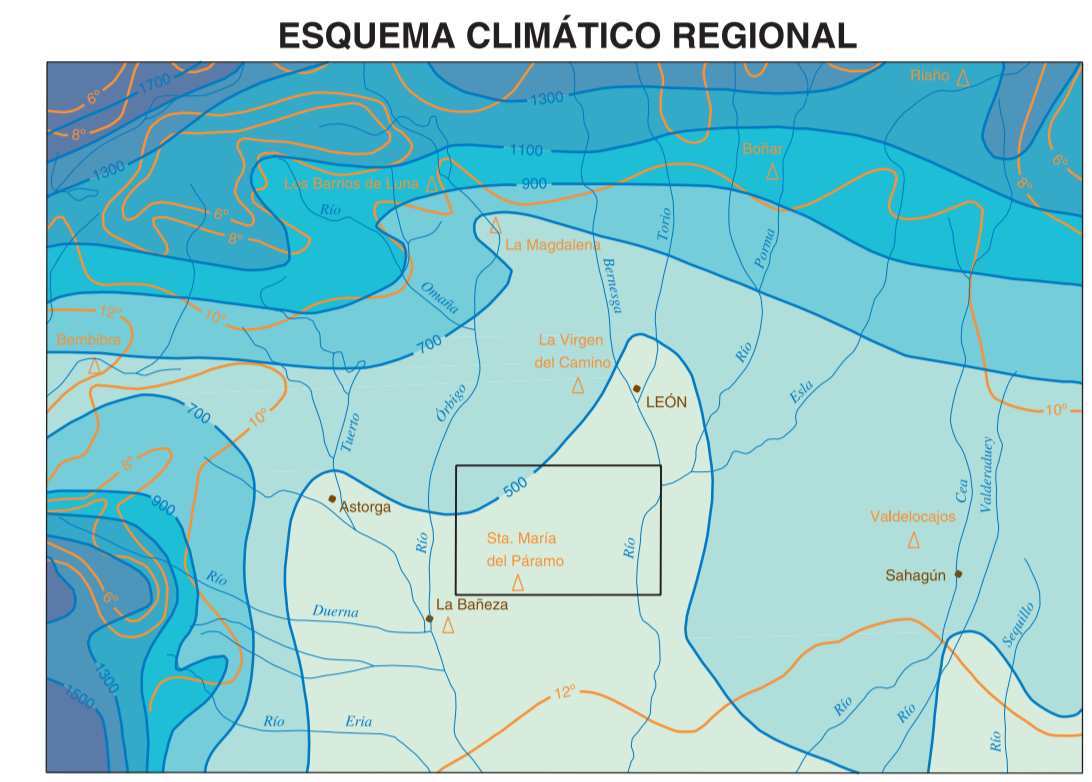 ESQUEMA CLIMÁTICO REGIONAL
Riaño
6º
1700
1300
8º
1300
1100
Boñar
6º
8º
Los Barrios de Luna
900
Río
6º
8º
La Magdalena
Torio
Porma
Bernesga
Omaña
12º
10º
Bembibre
700
La Virgen
del Camino
Río
LEÓN
Esla
Órbigo
10º
700
10º
Tuerto
8º
500
Cea
Valderaduey
900
Astorga
Valdelocajos
Sta. María
del Páramo
Río
Río
Sahagún
Río
6º
Duerna
La Bañeza
Sequillo
1300
1500
12º
Río
Río
Río
Eria
Río